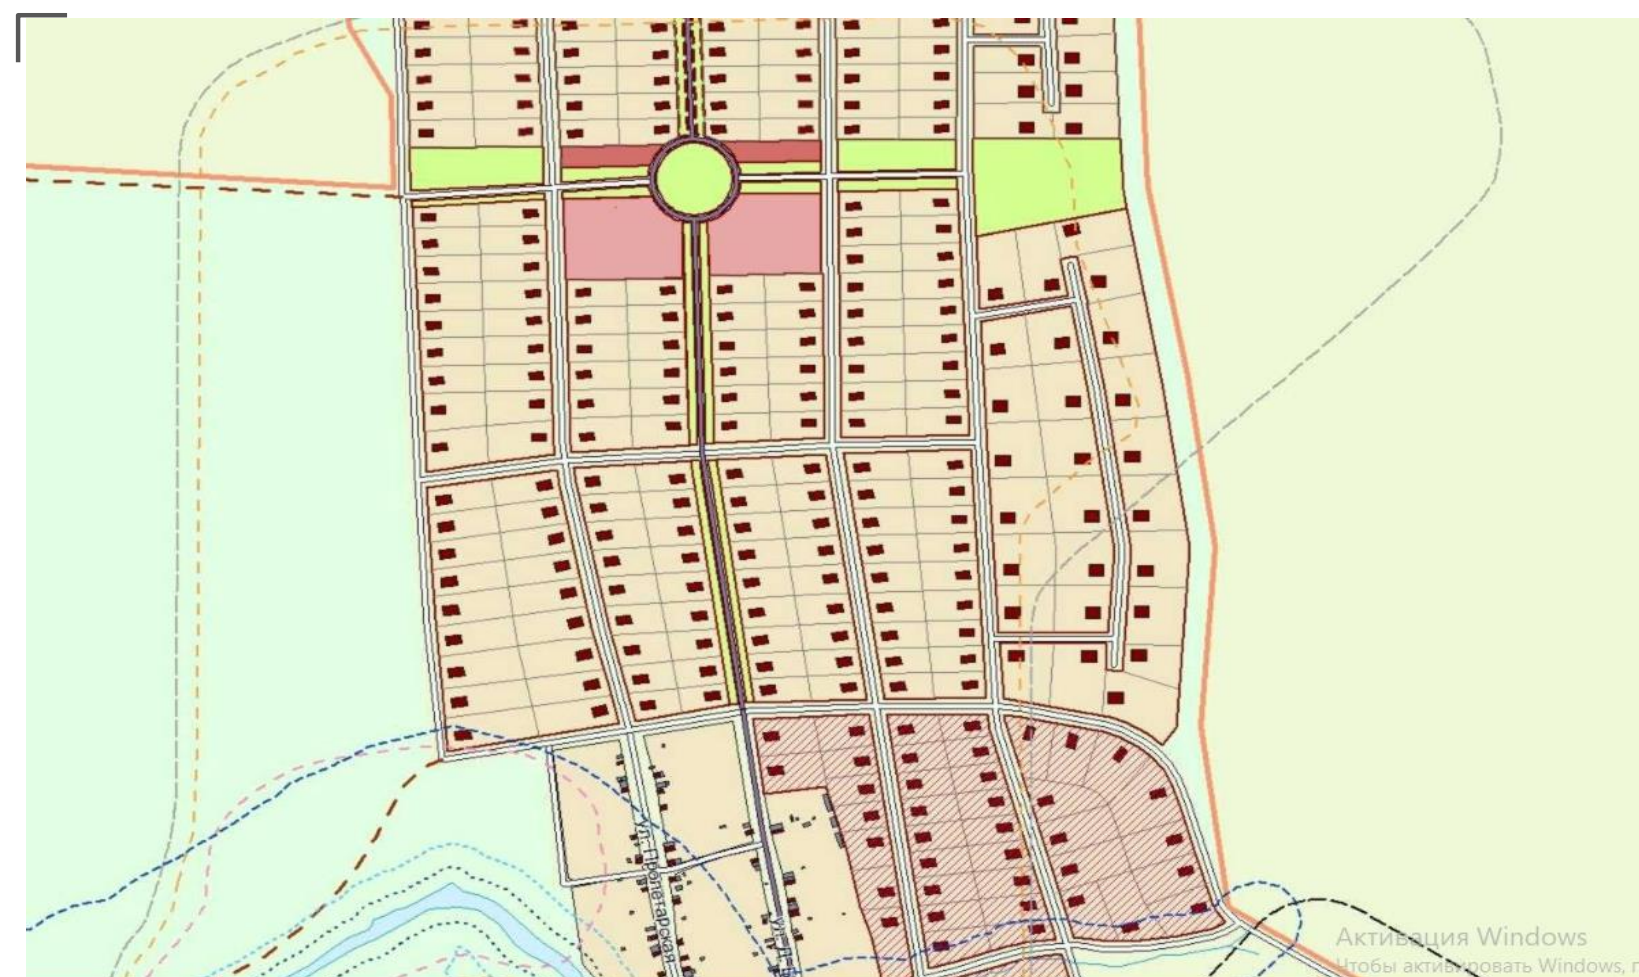 ул. Пролетарская
Активация Windows
Чтобы активировать Windows,